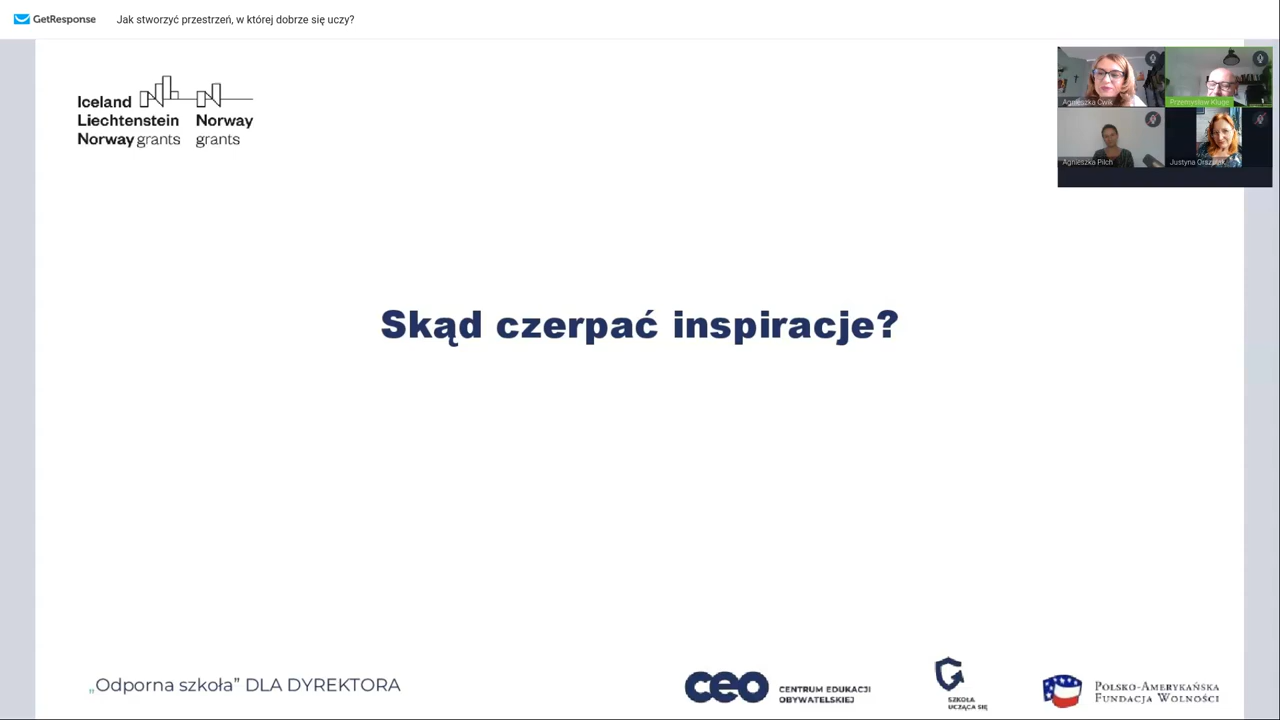 GetResponse
Jak stworzyć przestrzeń, w której dobrze się uczy?
Iceland
Liechtenstein
Norway grants
Norway
grants
Agnieszka Ćwik
Przemysław Kluge
Agnieszka Pilch
Justyna
Skąd czerpać inspiracje?
„Odporna szkoła” DLA DYREKTORA
ceo
CENTRUM EDUKACJI
OBYWATELSKIEJ
SZKOŁA
UCZĄCA SIĘ
POLSKO-AMERYKAŃSKA
FUNDACJA WOLNOŚCI